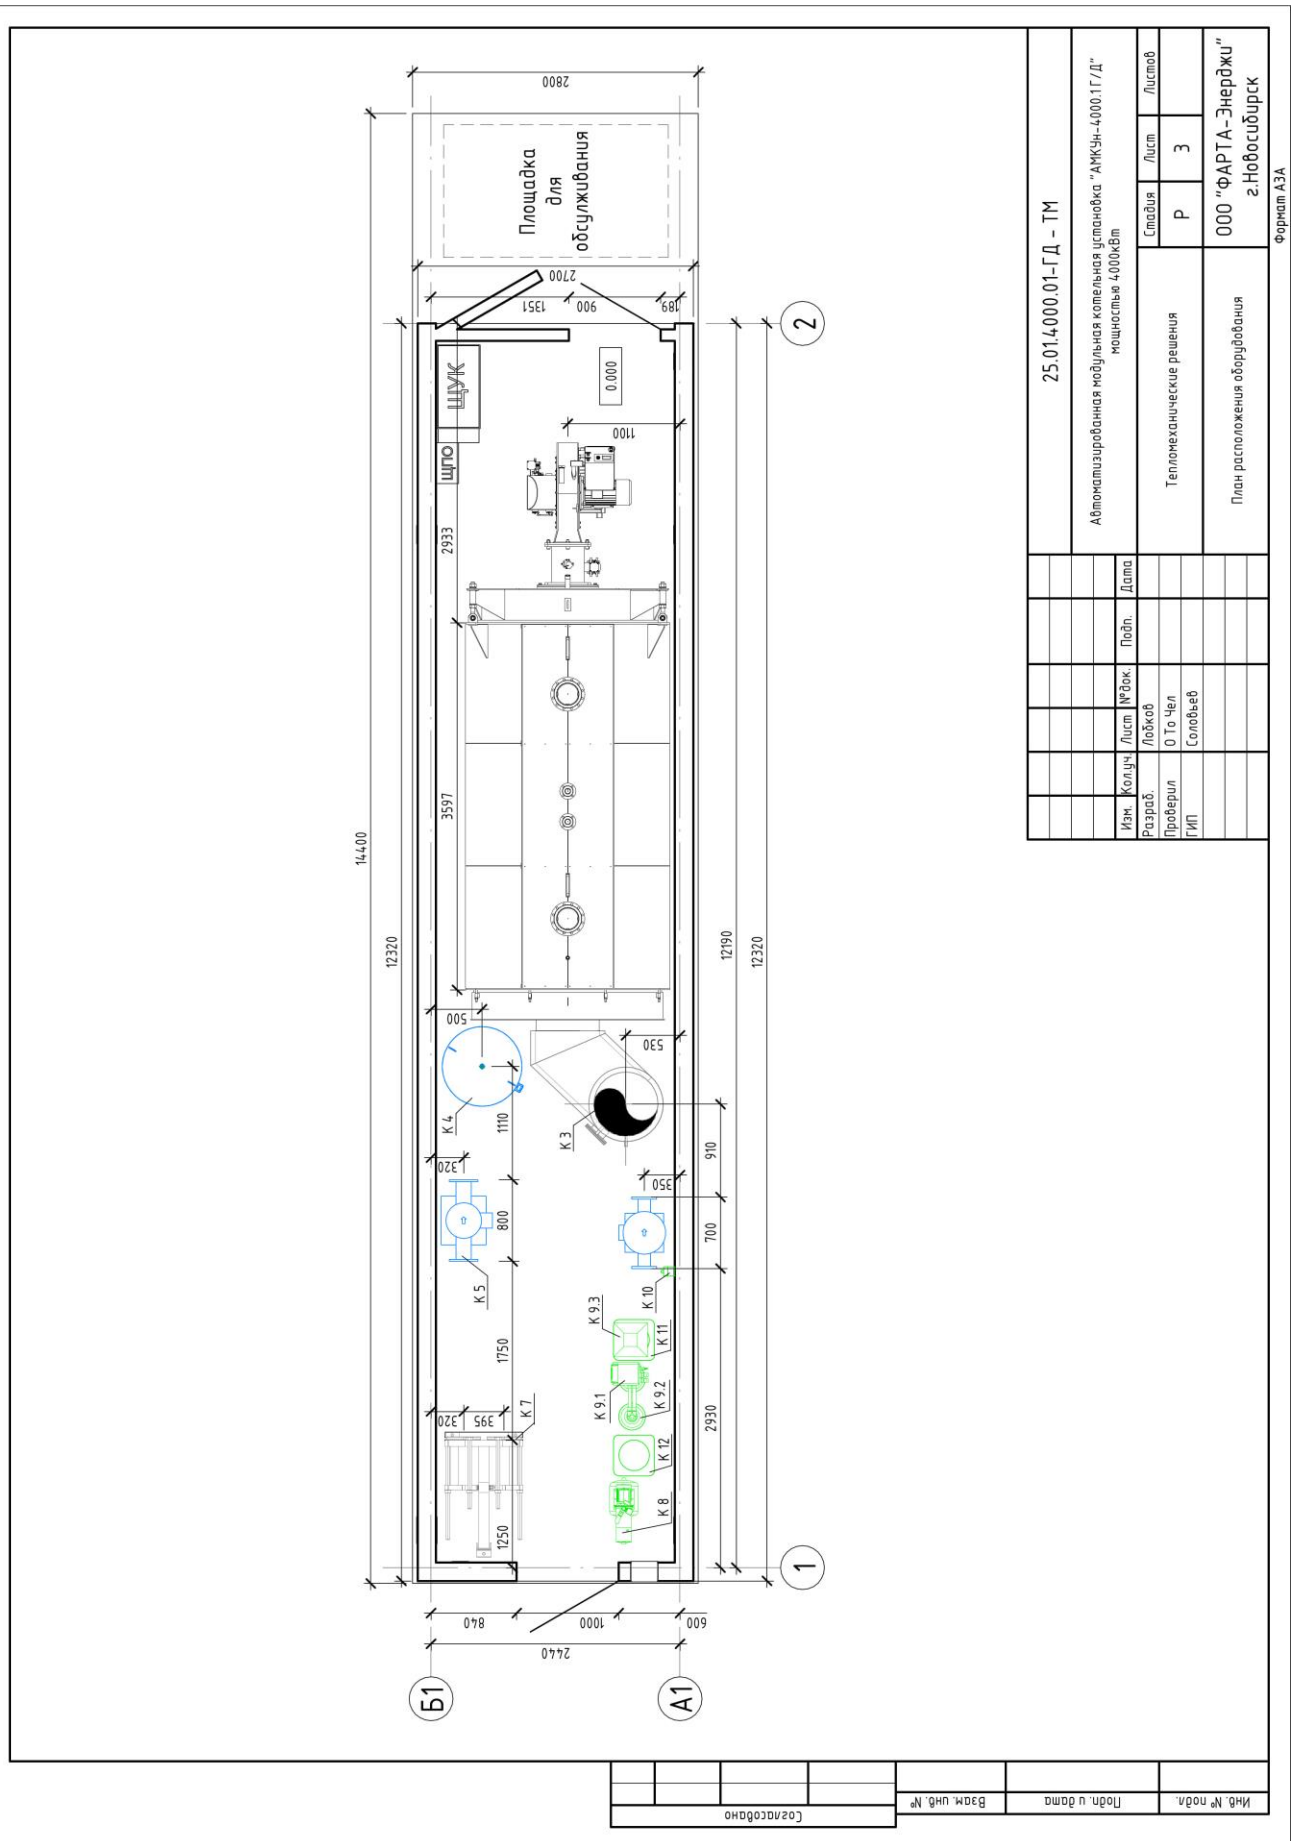 14400
12320
2800
Площадка
для
обсулживания
2700
1351
900
189
ЩУК
ЩПО
0.000
1100
2933
3597
500
530
К 4
К 3
1110
910
320
350
800
700
К 5
К 10
1750
2930
К 9.3
К 11
К 9.1
К 9.2
К 7
320
395
К 12
К 8
1250
12190
12320
840
1000
600
2440
Б1
А1
1
2
25.01.4000.01-ГД - ТМ
Автоматизированная модульная котельная установка "АМКУн-4000.1Г/Д"
мощностью 4000кВт
Изм. Кол.уч. Лист №док. Подп. Дата
Разраб. Лобков
Проверил О То Чел
ГИП Соловьев
Тепломеханические решения
Стадия Лист Листов
Р 3
План расположения оборудования
ООО "ФАРТА-Энерджи"
г.Новосибирск
Формат А3А
Согласовано
Взам. инв. №
Подп. и дата
Инв. № подл.